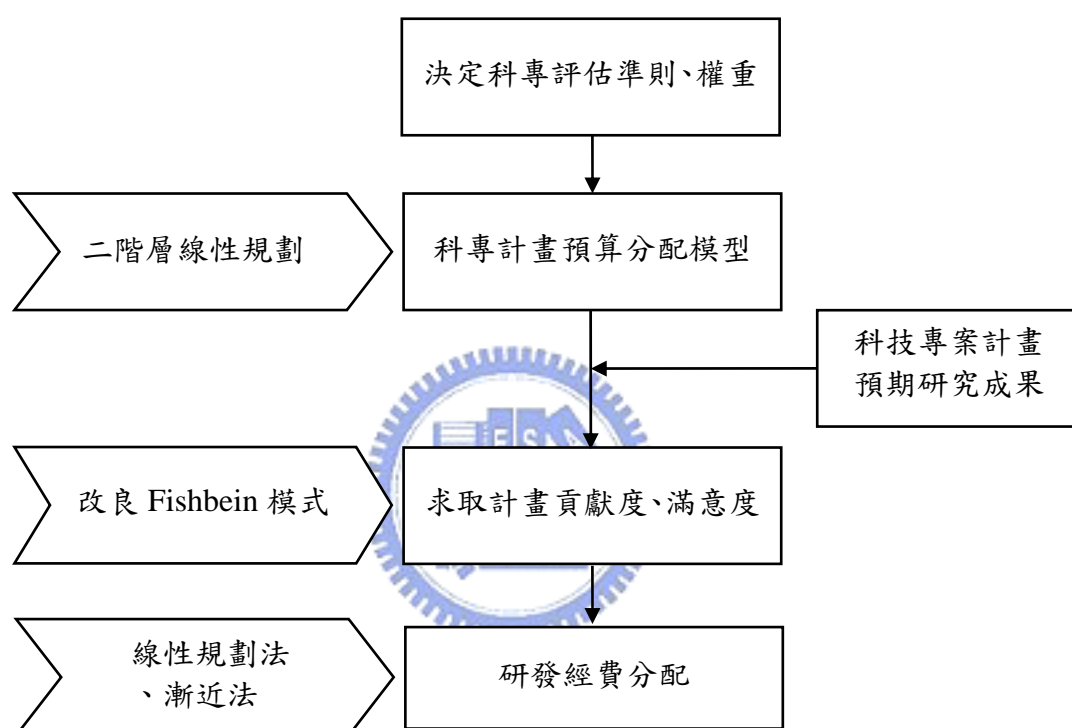 決定科專評估準則、權重
二階層線性規劃
科專計畫預算分配模型
科技專案計畫
預期研究成果
改良 Fishbein 模式
求取計畫貢獻度、滿意度
線性規劃法
、漸近法
研發經費分配